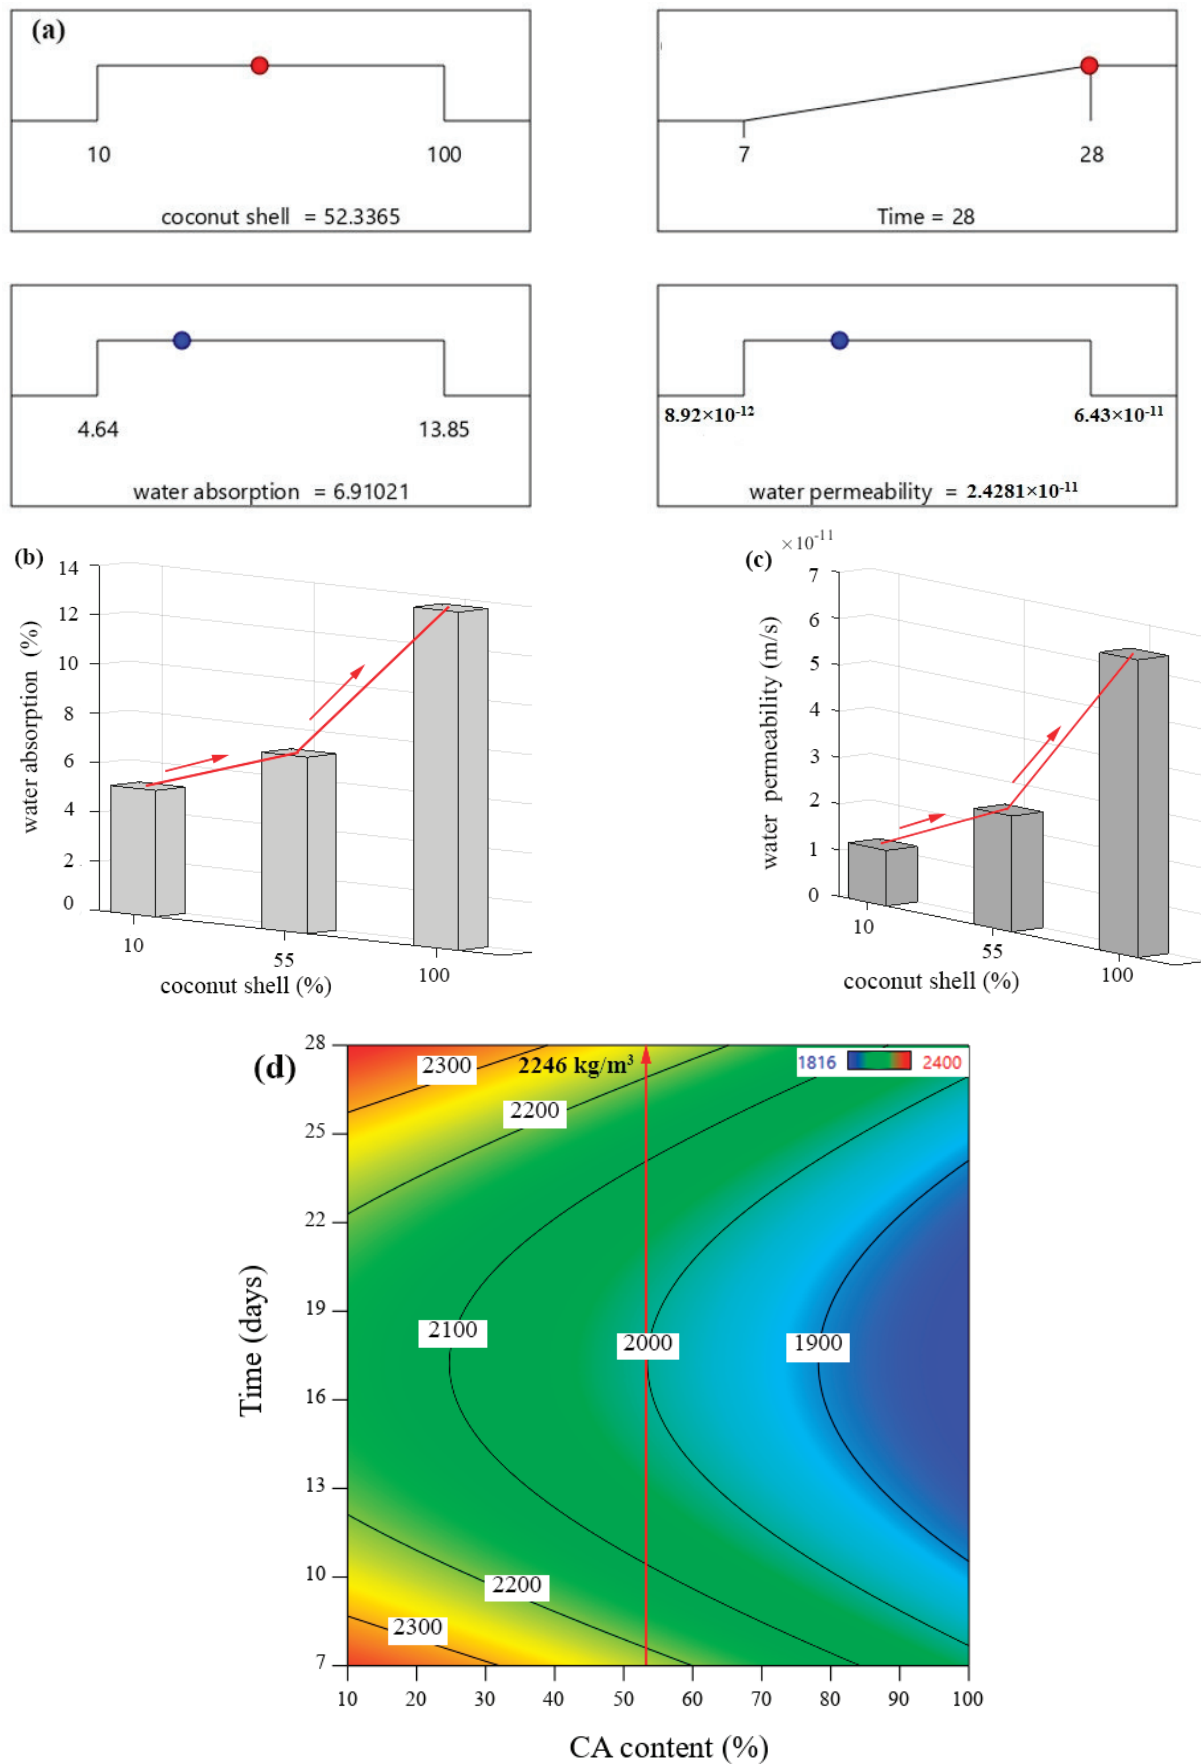 (a)
10 100
coconut shell = 52.3365
7 28
Time = 28
4.64 13.85
water absorption = 6.91021
8.92×10⁻¹² 6.43×10⁻¹¹
water permeability = 2.4281×10⁻¹¹
(b)
water absorption (%)
14
12
10
8
6
4
2
0
10
55
100
coconut shell (%)
(c)
×10⁻¹¹
water permeability (m/s)
7
6
5
4
3
2
1
0
10
55
100
coconut shell (%)
(d)
2246 kg/m³
1816 2400
2300
2200
2100
2000
1900
2200
2300
Time (days)
28
25
22
19
16
13
10
7
10 20 30 40 50 60 70 80 90 100
CA content (%)